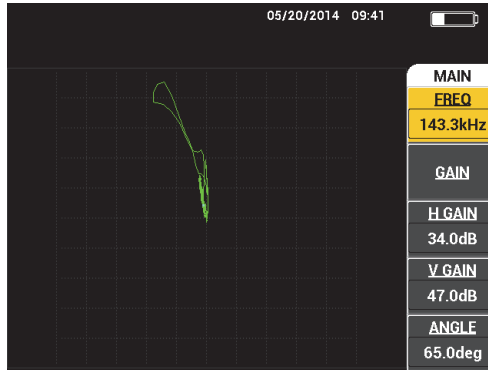 05/20/2014 09:41
MAIN
FREQ
143.3kHz
GAIN
H GAIN
34.0dB
V GAIN
47.0dB
ANGLE
65.0deg